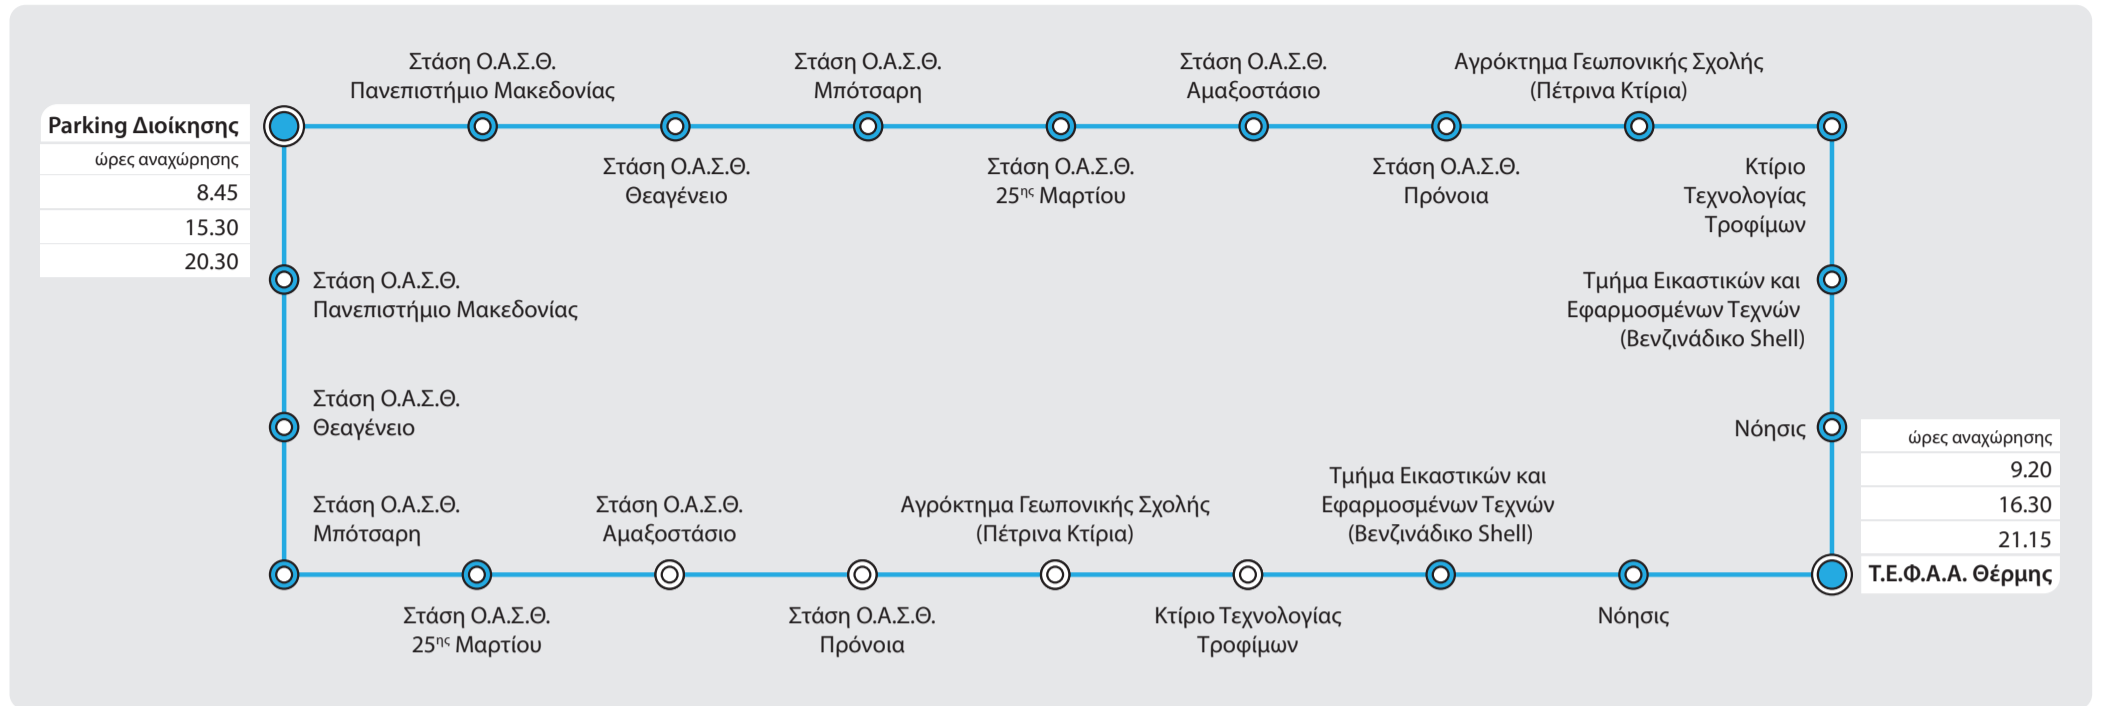 Στάση Ο.Α.Σ.Θ.
Πανεπιστήμιο Μακεδονίας
Στάση Ο.Α.Σ.Θ.
Μπότσαρη
Στάση Ο.Α.Σ.Θ.
Αμαξοστάσιο
Αγρόκτημα Γεωπονικής Σχολής
(Πέτρινα Κτίρια)
Parking Διοίκησης
ώρες αναχώρησης
8.45
15.30
20.30
Στάση Ο.Α.Σ.Θ.
Θεαγένειο
Στάση Ο.Α.Σ.Θ.
25ης Μαρτίου
Στάση Ο.Α.Σ.Θ.
Πρόνοια
Κτίριο
Τεχνολογίας
Τροφίμων
Στάση Ο.Α.Σ.Θ.
Πανεπιστήμιο Μακεδονίας
Τμήμα Εικαστικών και
Εφαρμοσμένων Τεχνών
(Βενζινάδικο Shell)
Στάση Ο.Α.Σ.Θ.
Θεαγένειο
Νόησις
ώρες αναχώρησης
9.20
16.30
21.15
Τ.Ε.Φ.Α.Α. Θέρμης
Στάση Ο.Α.Σ.Θ.
Μπότσαρη
Στάση Ο.Α.Σ.Θ.
Αμαξοστάσιο
Αγρόκτημα Γεωπονικής Σχολής
(Πέτρινα Κτίρια)
Τμήμα Εικαστικών και
Εφαρμοσμένων Τεχνών
(Βενζινάδικο Shell)
Στάση Ο.Α.Σ.Θ.
25ης Μαρτίου
Στάση Ο.Α.Σ.Θ.
Πρόνοια
Κτίριο Τεχνολογίας
Τροφίμων
Νόησις